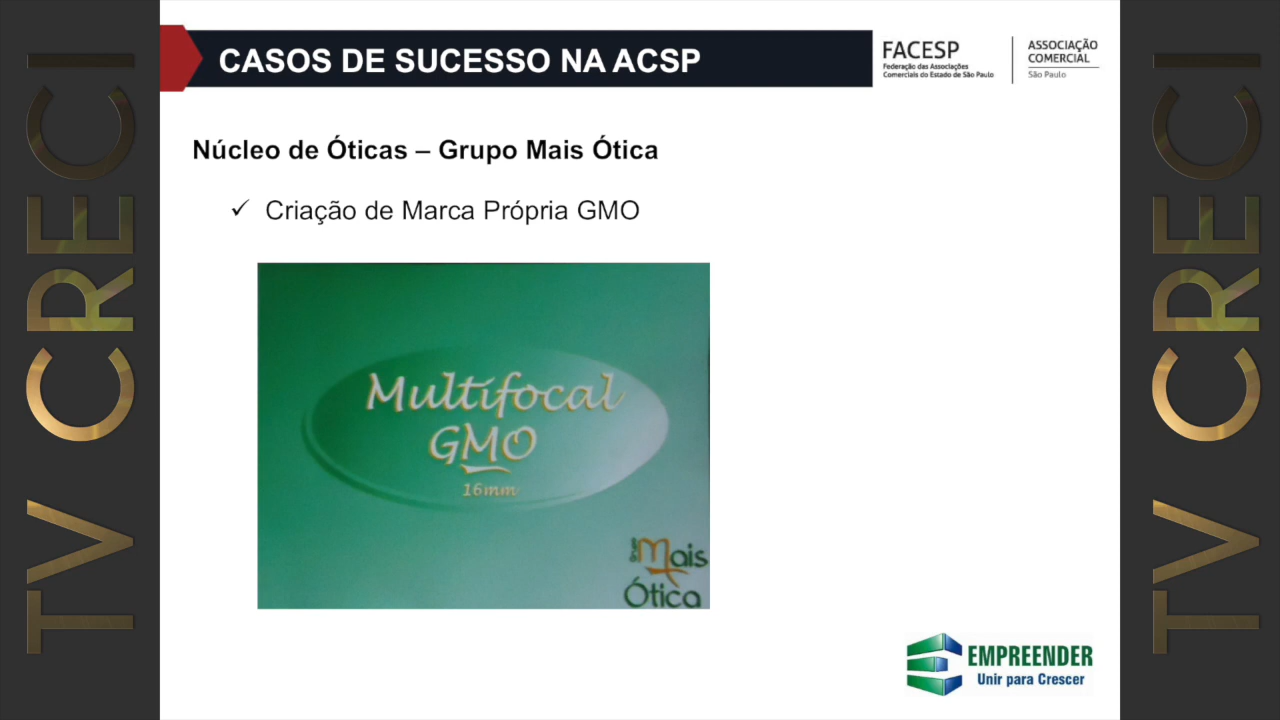 TV CRECI
CASOS DE SUCESSO NA ACSP
FACESP
Federação das Associações
Comerciais do Estado de São Paulo
ASSOCIAÇÃO
COMERCIAL
São Paulo
Núcleo de Óticas – Grupo Mais Ótica
✓ Criação de Marca Própria GMO
Multifocal
GMO
16mm
grupo Mais
Ótica
EMPREENDER
Unir para Crescer
TV CRECI